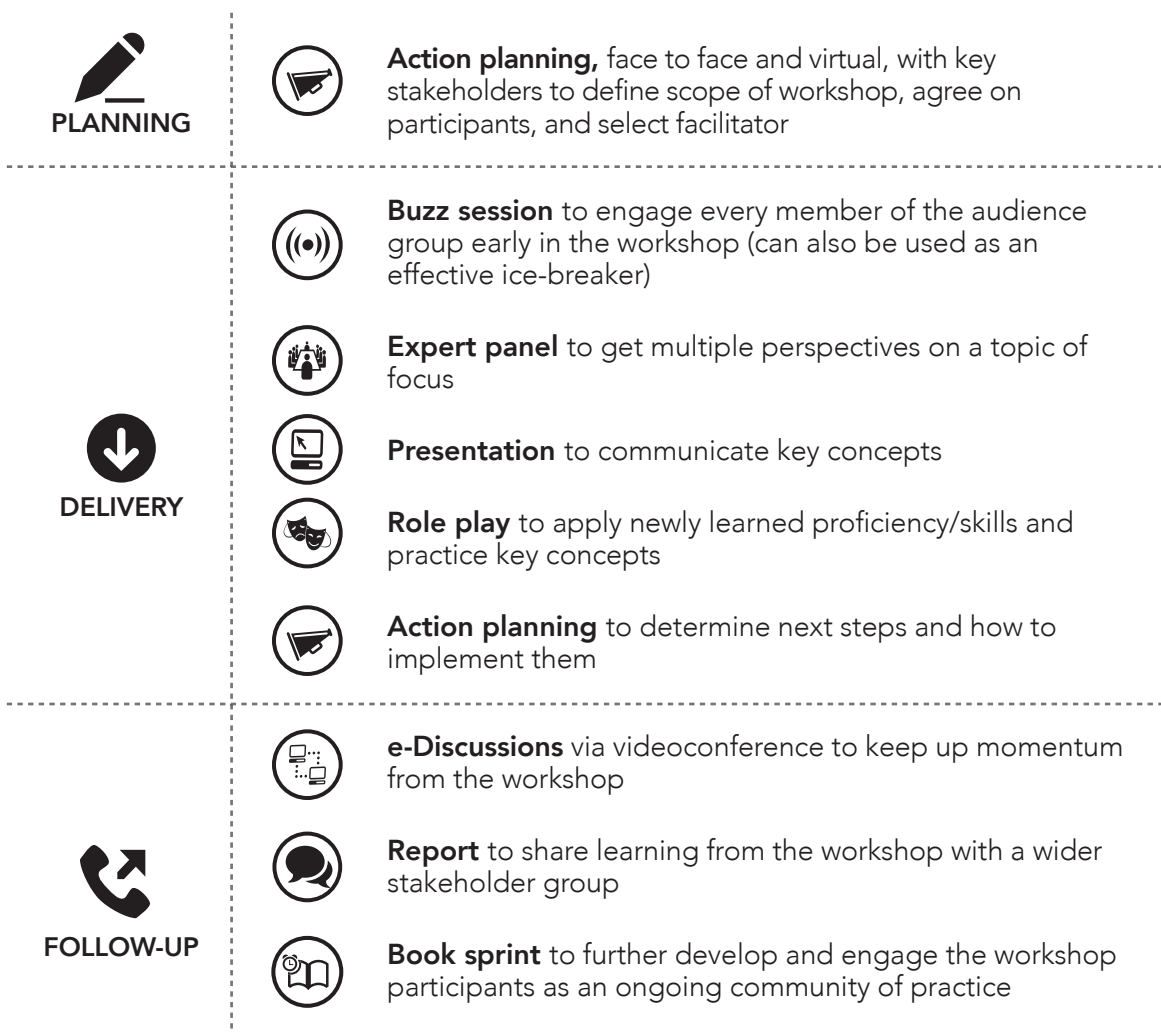 PLANNING
Action planning, face to face and virtual, with key
stakeholders to define scope of workshop, agree on
participants, and select facilitator
DELIVERY
Buzz session to engage every member of the audience
group early in the workshop (can also be used as an
effective ice-breaker)
Expert panel to get multiple perspectives on a topic of
focus
Presentation to communicate key concepts
Role play to apply newly learned proficiency/skills and
practice key concepts
Action planning to determine next steps and how to
implement them
FOLLOW-UP
e-Discussions via videoconference to keep up momentum
from the workshop
Report to share learning from the workshop with a wider
stakeholder group
Book sprint to further develop and engage the workshop
participants as an ongoing community of practice